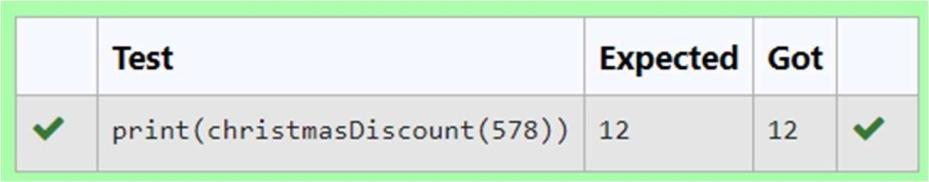 Test Expected Got
print(christmasDiscount(578)) 12 12